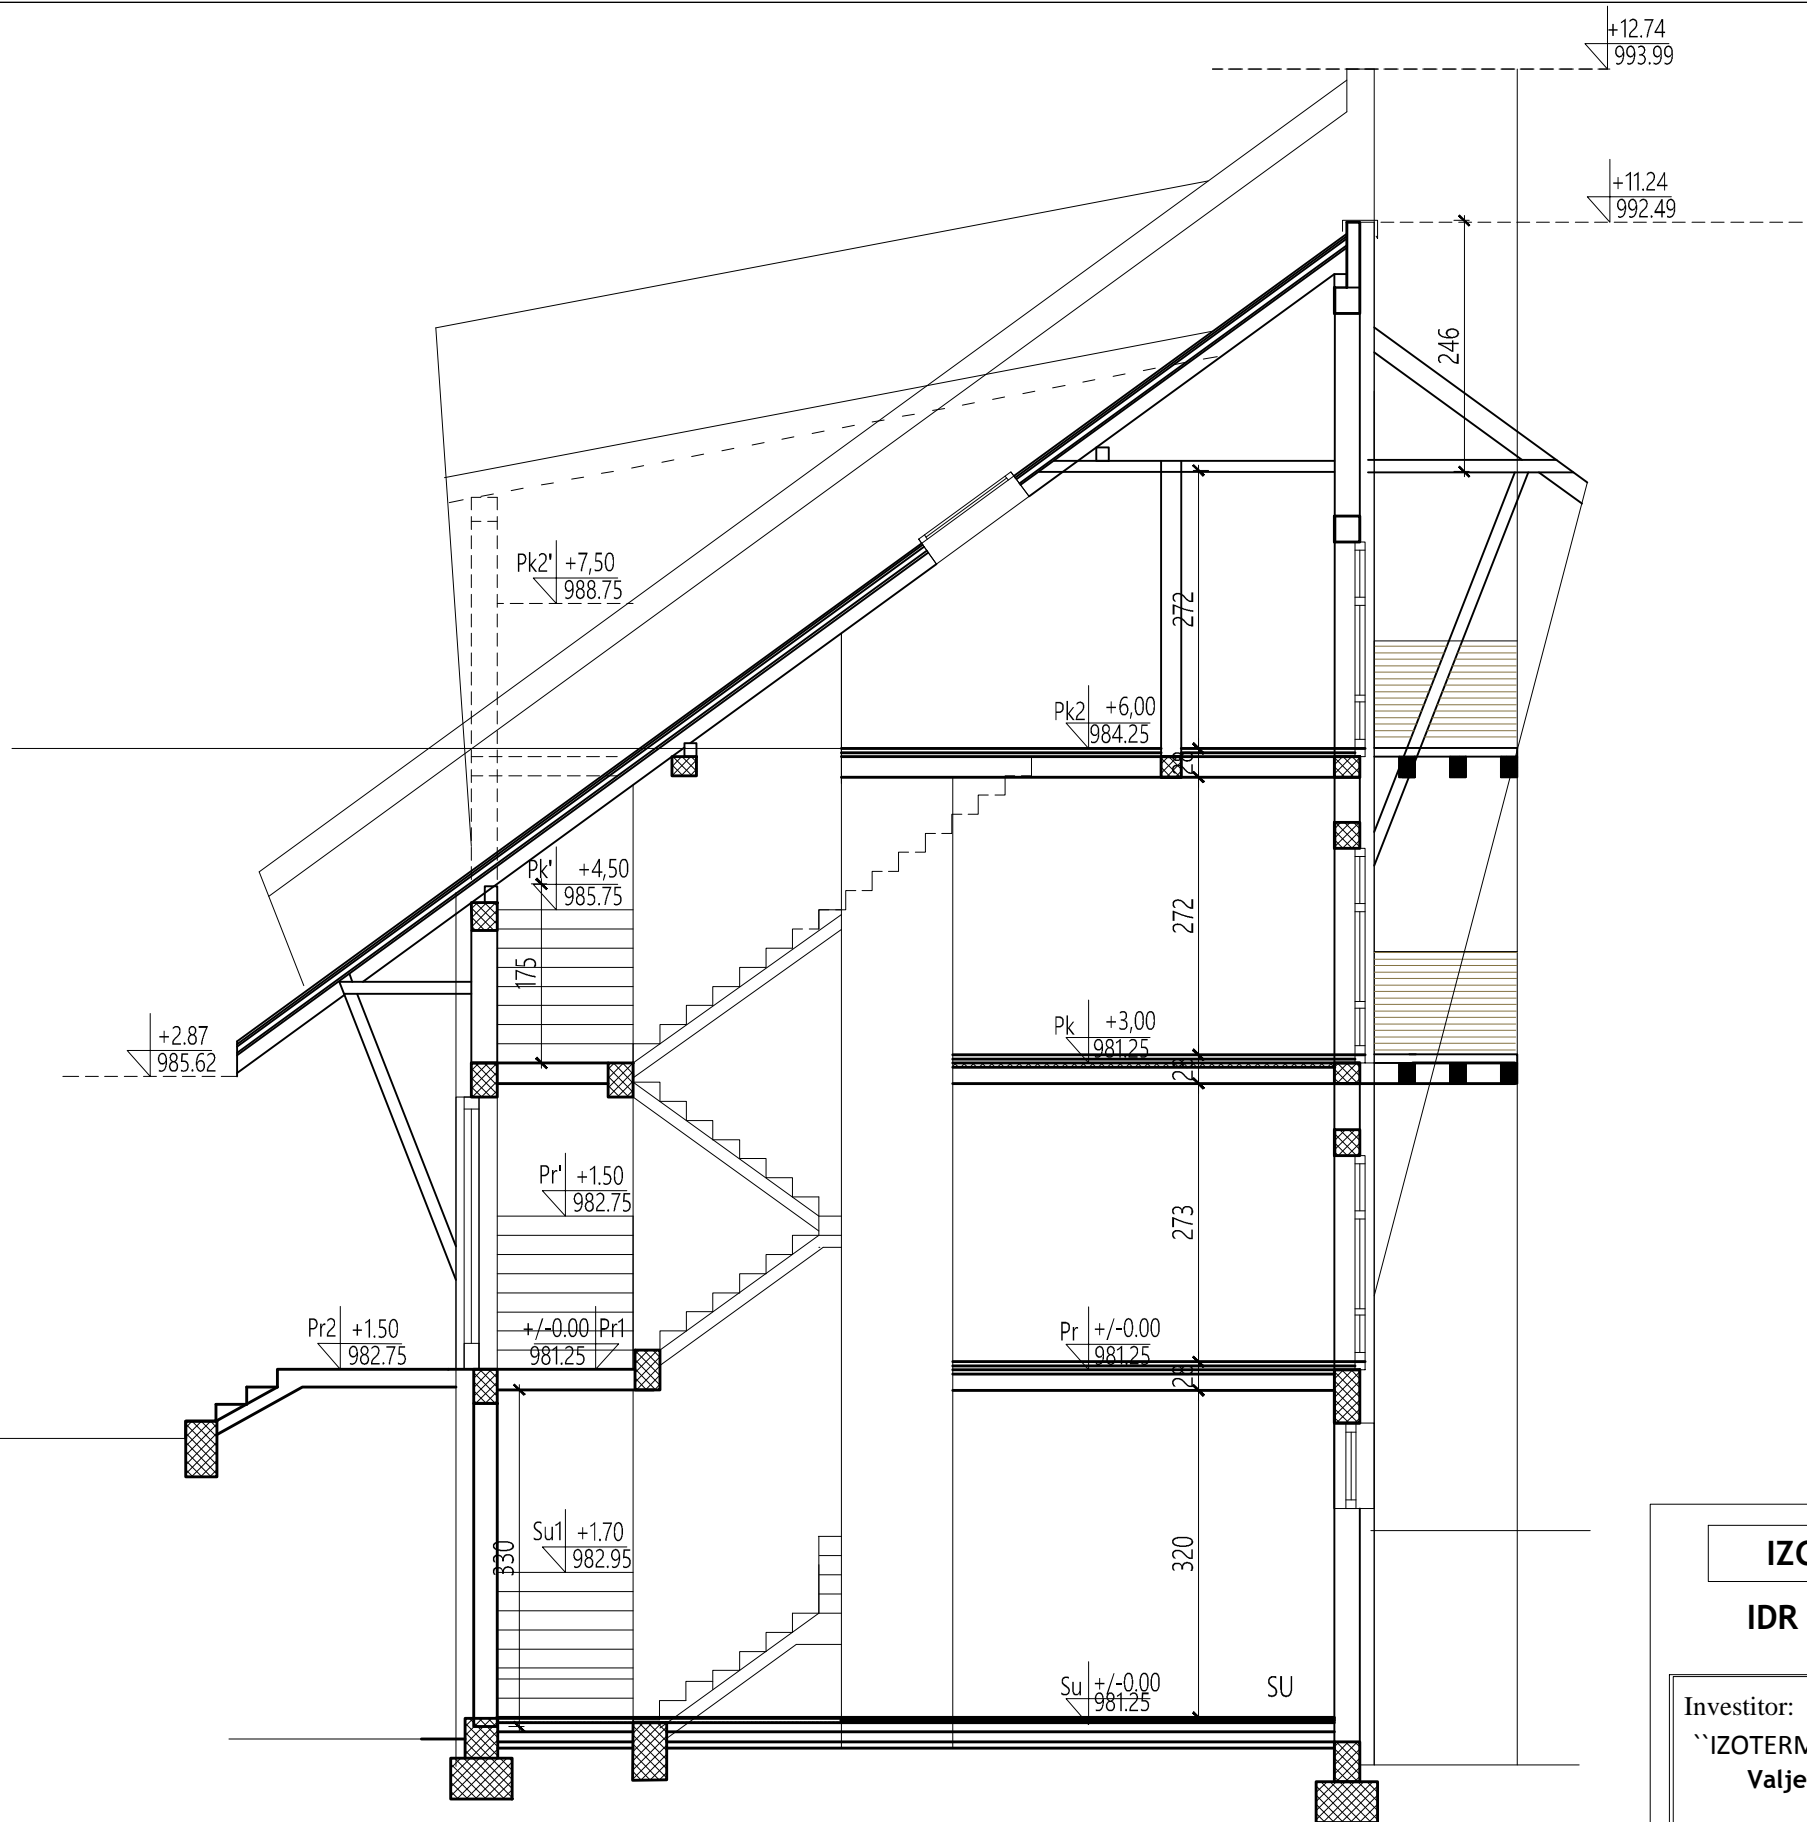 +12.74
993.99
+11.24
992.49
246
Pk2' +7,50
988.75
272
Pk2 +6,00
984.25
28
Pk' +4,50
985.75
272
175
Pk +3,00
981.25
28
+2.87
985.62
Pr' +1.50
982.75
273
Pr2 +1.50
982.75
+/-0.00 Pr1
981.25
Pr +/-0.00
981.25
28
Su1 +1.70
982.95
330
320
IZO
IDR
Su +/-0.00
981.25
SU
Investitor:
``IZOTERM
Valje